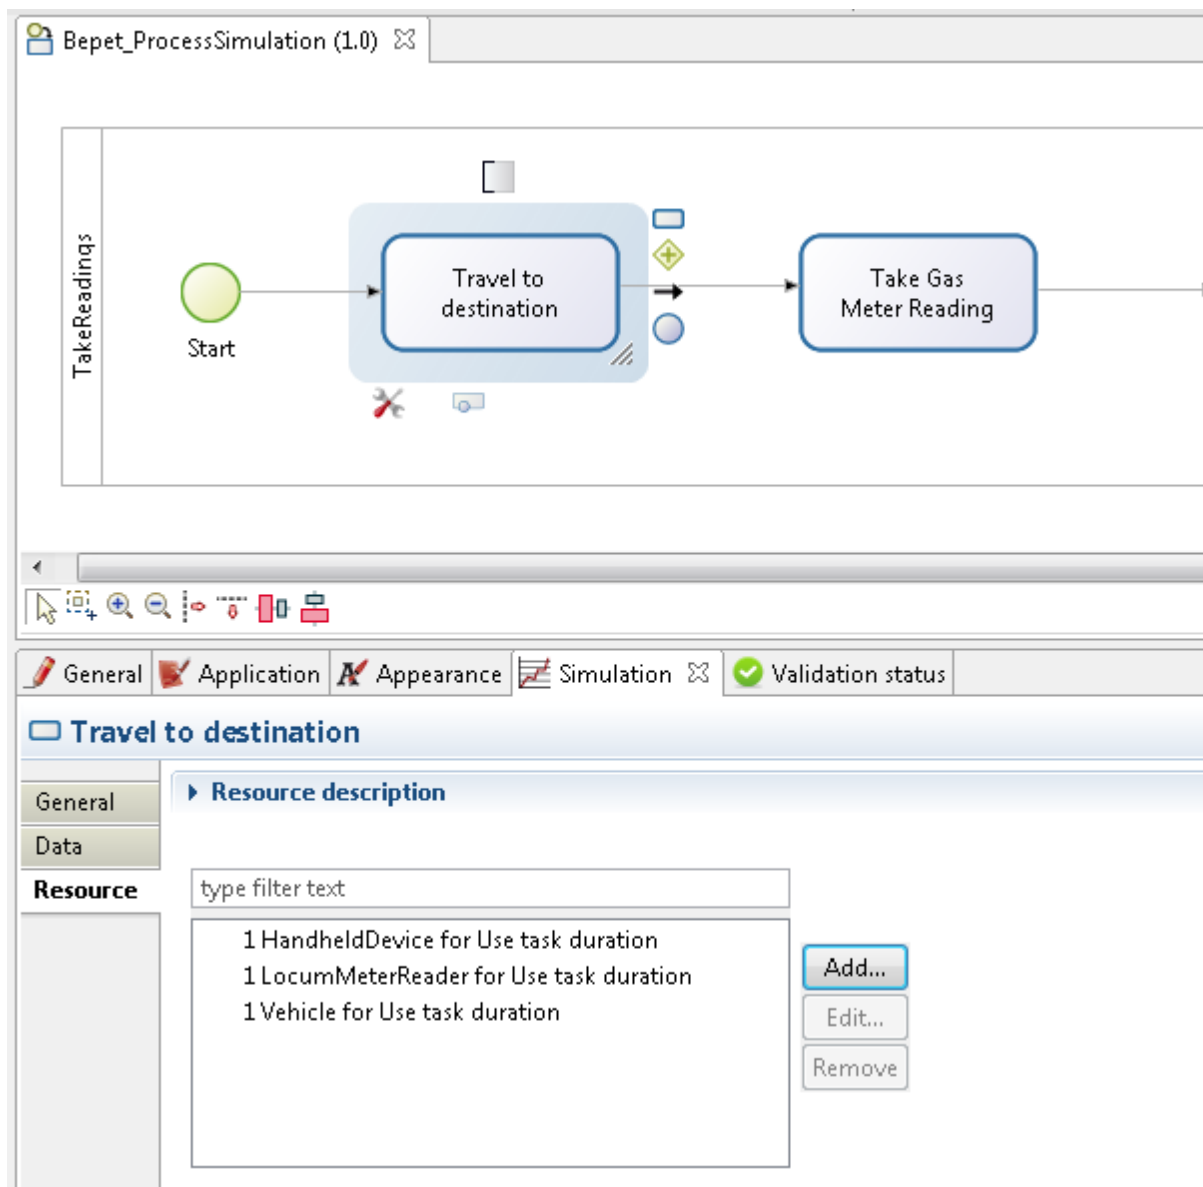 Bepet_ProcessSimulation (1.0)
TakeReadings
Start
Travel to
destination
Take Gas
Meter Reading
General
Application
Appearance
Simulation
Validation status
Travel to destination
General
Data
Resource
Resource description
type filter text
1 HandheldDevice for Use task duration
1 LocumMeterReader for Use task duration
1 Vehicle for Use task duration
Add...
Edit...
Remove